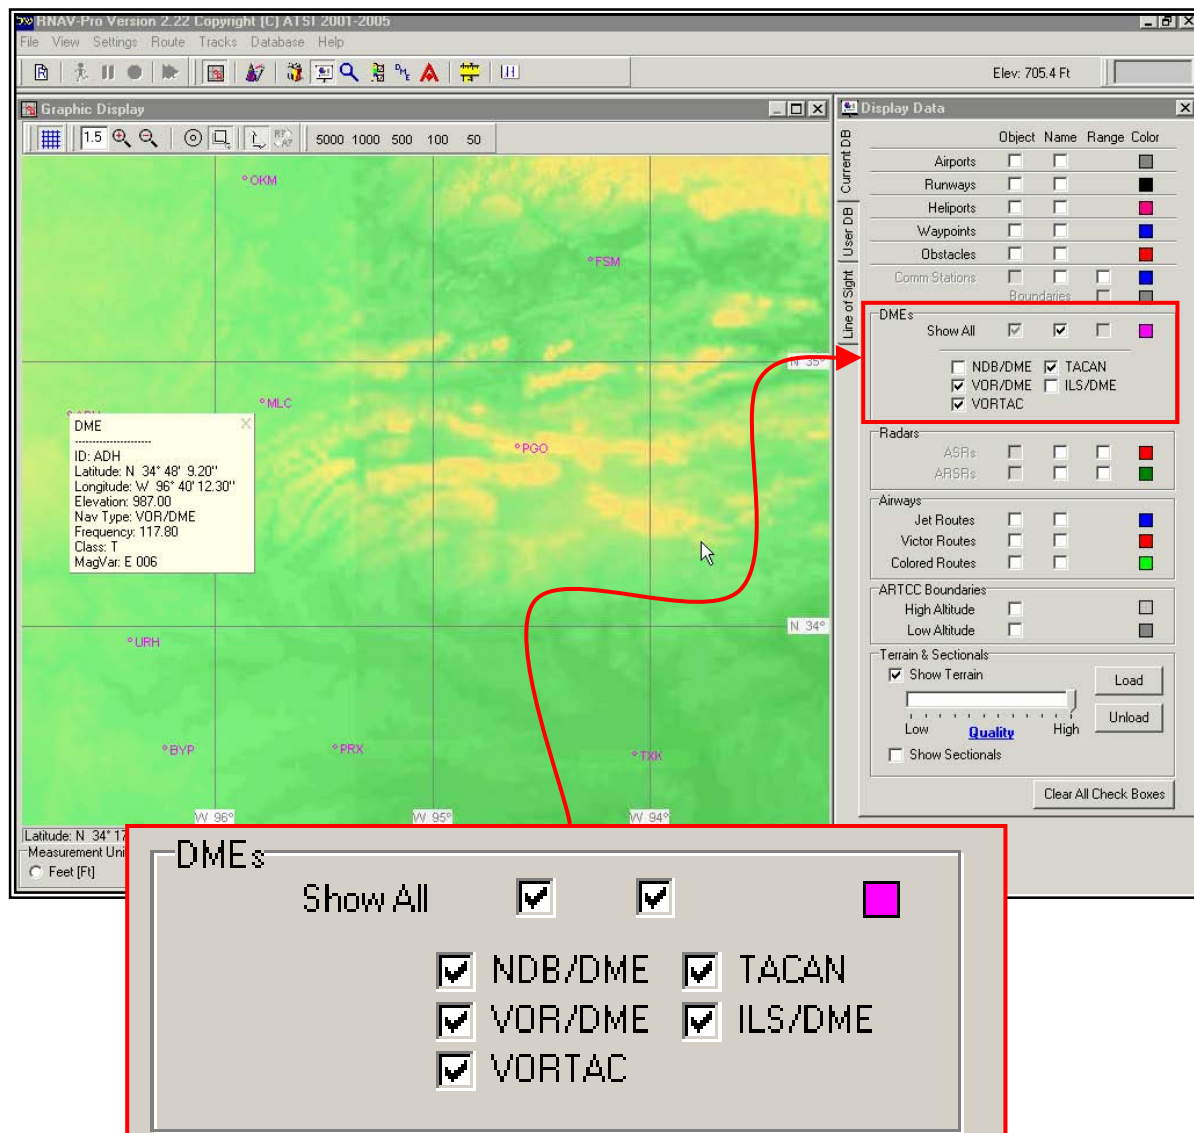 RNAV-Pro Version 2.22 Copyright (C) ATSI 2001-2005
File View Settings Route Tracks Database Help
R DME Elev: 705.4 Ft
Graphic Display
1.5 5000 1000 500 100 50
OKM
FSM
N 35°
MLC
PGO
DME
----------------------
ID: ADH
Latitude: N 34° 48' 9.20"
Longitude: W 96° 40' 12.30"
Elevation: 987.00
Nav Type: VOR/DME
Frequency: 117.80
Class: T
MagVar: E 006
N 34°
URH
BYP
PRX
TXK
W 96° W 95° W 94°
Latitude: N 34° 17
Measurement Uni
Feet [Ft]
Display Data
Current DB
User DB
Line of Sight
Object Name Range Color
Airports
Runways
Heliports
Waypoints
Obstacles
Comm Stations
Boundaries
DMEs
Show All
NDB/DME TACAN
VOR/DME ILS/DME
VORTAC
Radars
ASRs
ARSRs
Airways
Jet Routes
Victor Routes
Colored Routes
ARTCC Boundaries
High Altitude
Low Altitude
Terrain & Sectionals
Show Terrain
Load
Low Quality High
Unload
Show Sectionals
Clear All Check Boxes
DMEs
Show All
NDB/DME TACAN
VOR/DME ILS/DME
VORTAC